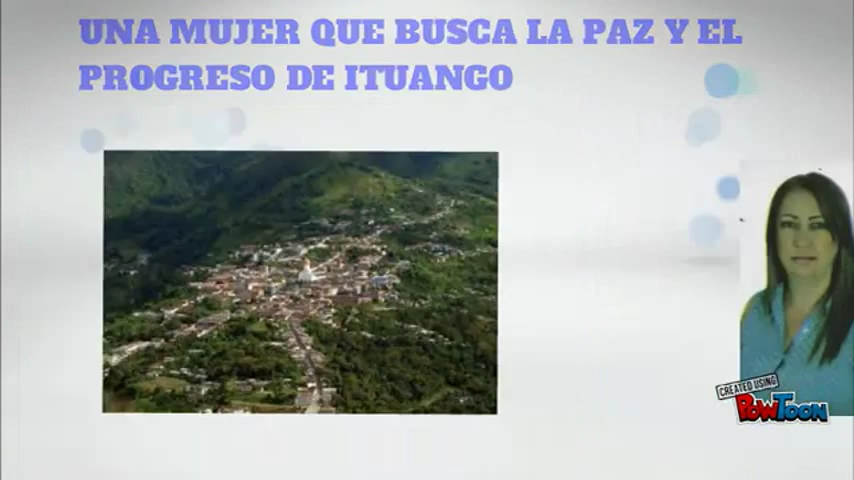 UNA MUJER QUE BUSCA LA PAZ Y EL
PROGRESO DE ITUANGO
CREATED USING
POWTOON